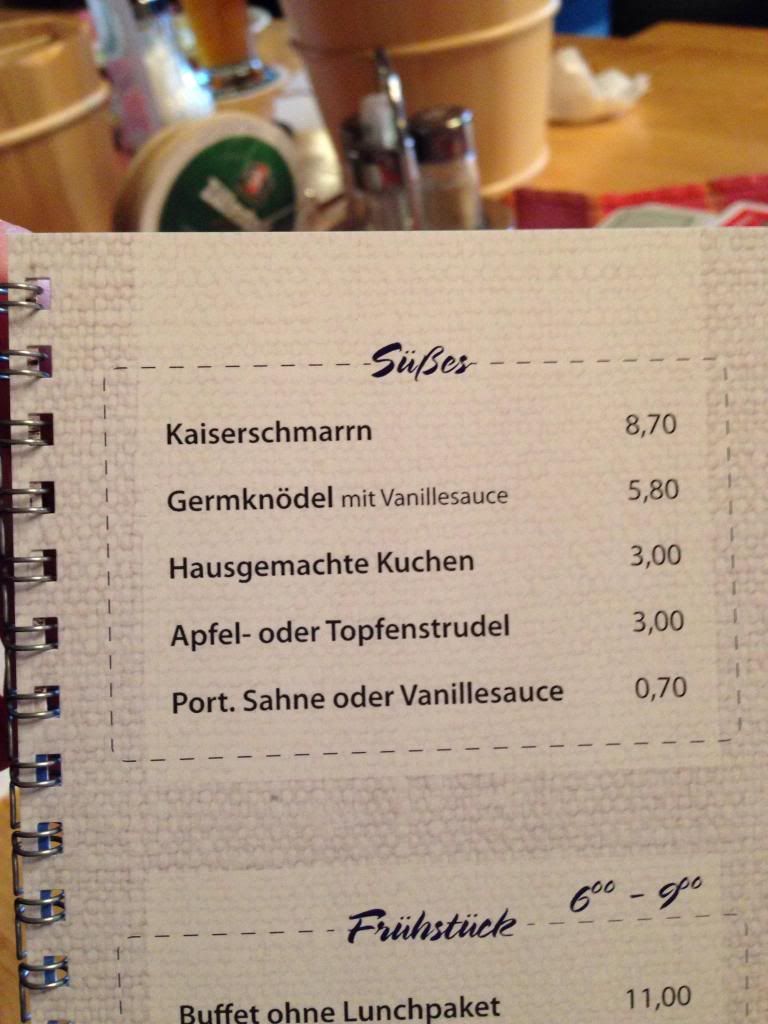 Süßes
Kaiserschmarrn 8,70
Germknödel mit Vanillesauce 5,80
Hausgemachte Kuchen 3,00
Apfel- oder Topfenstrudel 3,00
Port. Sahne oder Vanillesauce 0,70
Frühstück 6⁰⁰ - 9⁰⁰
Buffet ohne Lunchpaket 11,00